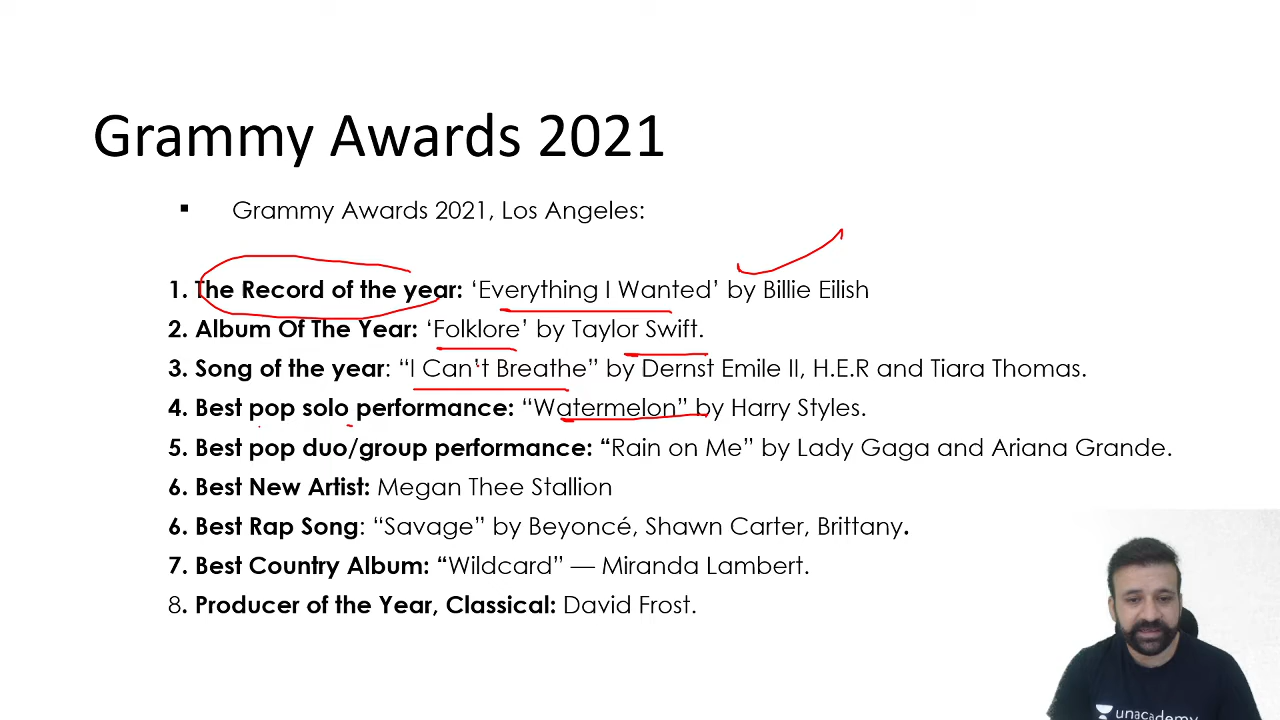 Grammy Awards 2021
▪ Grammy Awards 2021, Los Angeles:
1. The Record of the year: ‘Everything I Wanted’ by Billie Eilish
2. Album Of The Year: ‘Folklore’ by Taylor Swift.
3. Song of the year: “I Can’t Breathe” by Dernst Emile II, H.E.R and Tiara Thomas.
4. Best pop solo performance: “Watermelon” by Harry Styles.
5. Best pop duo/group performance: “Rain on Me” by Lady Gaga and Ariana Grande.
6. Best New Artist: Megan Thee Stallion
6. Best Rap Song: “Savage” by Beyoncé, Shawn Carter, Brittany.
7. Best Country Album: “Wildcard” — Miranda Lambert.
8. Producer of the Year, Classical: David Frost.
unacademy